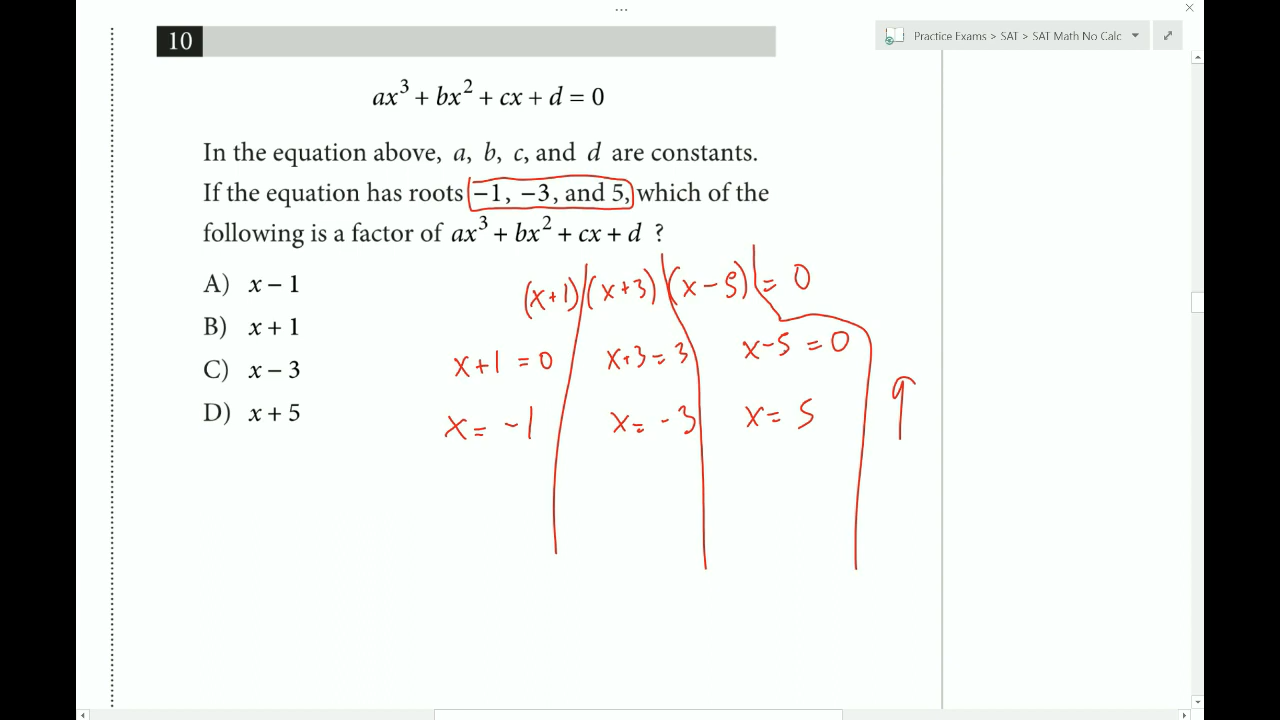 ...
Practice Exams > SAT > SAT Math No Calc
10
ax³ + bx² + cx + d = 0
In the equation above, a, b, c, and d are constants.
If the equation has roots −1, −3, and 5, which of the
following is a factor of ax³ + bx² + cx + d ?
A) x − 1
B) x + 1
C) x − 3
D) x + 5
(x+1) (x+3) (x−5) = 0
x+1 = 0 x+3 = 3 x−5 = 0
x = −1 x = −3 x = 5